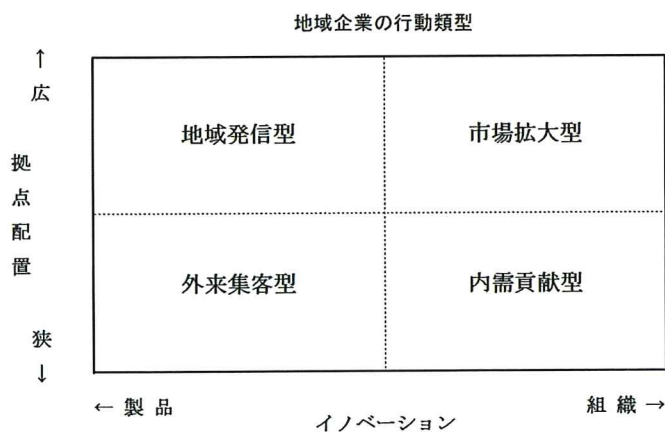 地域企業の行動類型
↑
広
拠点配置
狭
↓
地域発信型
市場拡大型
外来集客型
内需貢献型
← 製品
組織 →
イノベーション